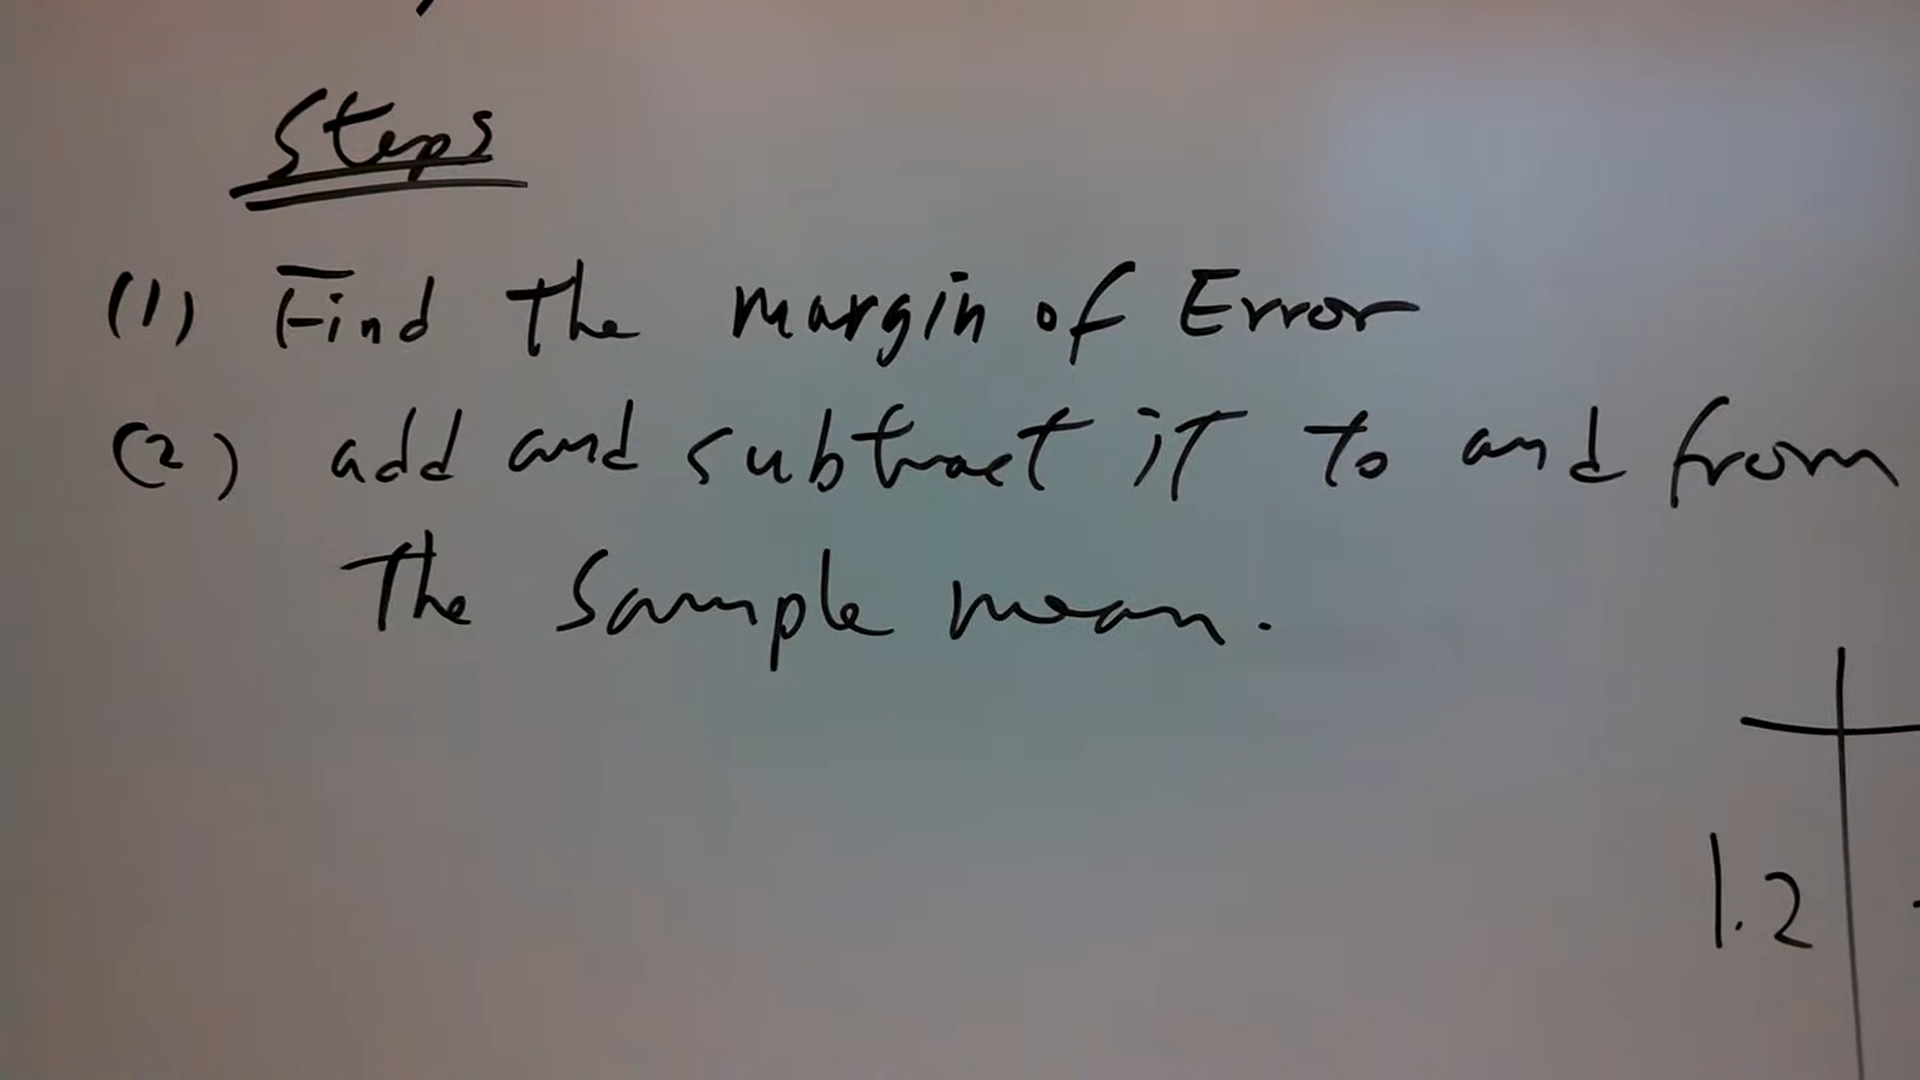 Steps
(1) Find the margin of Error
(2) add and subtract it to and from
the Sample mean.
1.2